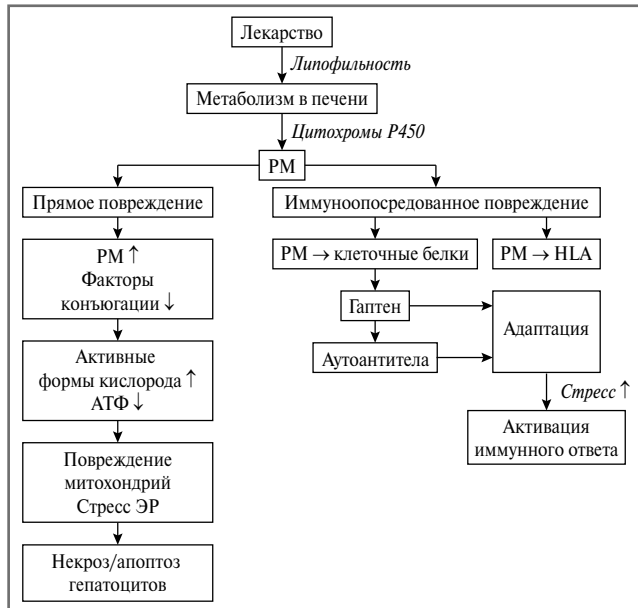 Лекарство
Липофильность
Метаболизм в печени
Цитохромы Р450
РМ
Прямое повреждение
РМ ↑
Факторы
конъюгации ↓
Активные
формы кислорода ↑
АТФ ↓
Повреждение
митохондрий
Стресс ЭР
Некроз/апоптоз
гепатоцитов
Иммуноопосредованное повреждение
РМ → клеточные белки
РМ → HLA
Гаптен
Аутоантитела
Адаптация
Стресс ↑
Активация
иммунного ответа